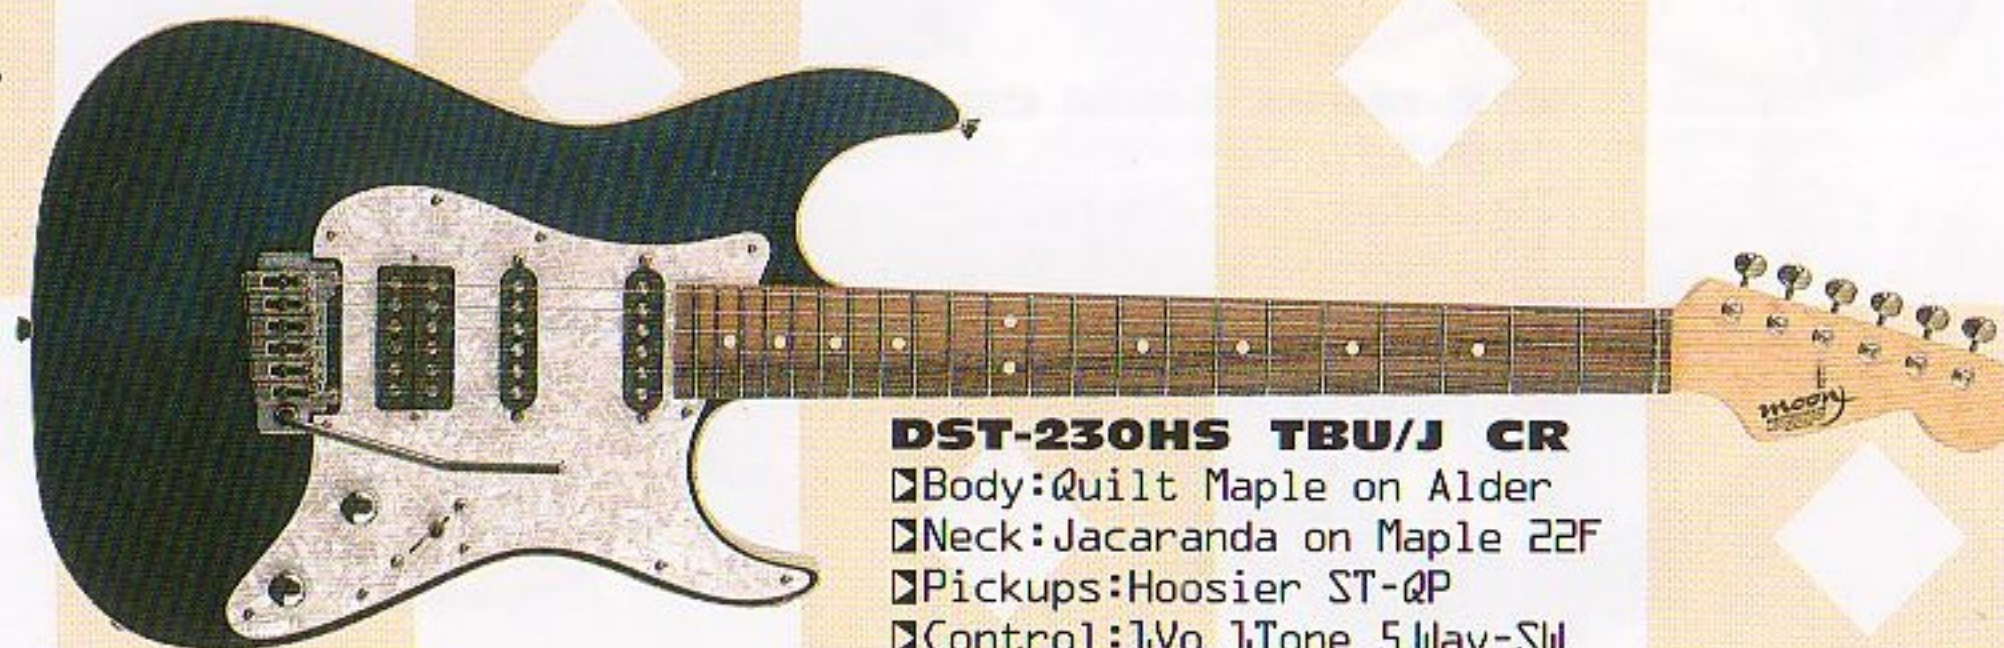 DST-230HS TBU/J CR
Body:Quilt Maple on Alder
Neck:Jacaranda on Maple 22F
Pickups:Hoosier ST-QP
Control:1Vo 1Tone 5Way-SW
moon